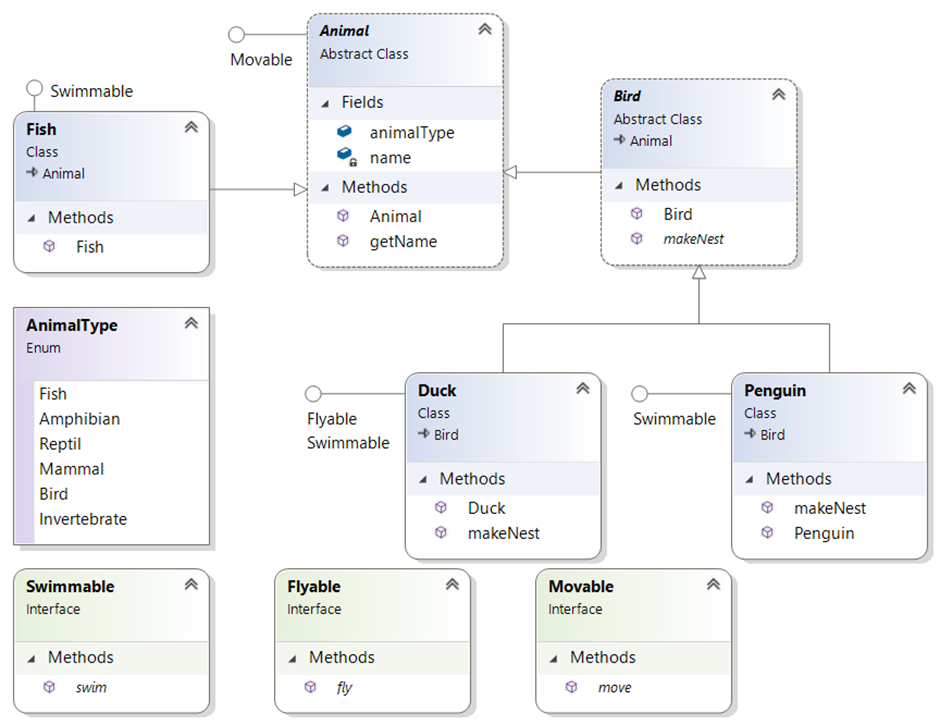 Movable
Animal
Abstract Class
Fields
animalType
name
Methods
Animal
getName
Swimmable
Fish
Class
Animal
Methods
Fish
Bird
Abstract Class
Animal
Methods
Bird
makeNest
AnimalType
Enum
Fish
Amphibian
Reptil
Mammal
Bird
Invertebrate
Flyable
Swimmable
Duck
Class
Bird
Methods
Duck
makeNest
Swimmable
Penguin
Class
Bird
Methods
makeNest
Penguin
Swimmable
Interface
Methods
swim
Flyable
Interface
Methods
fly
Movable
Interface
Methods
move